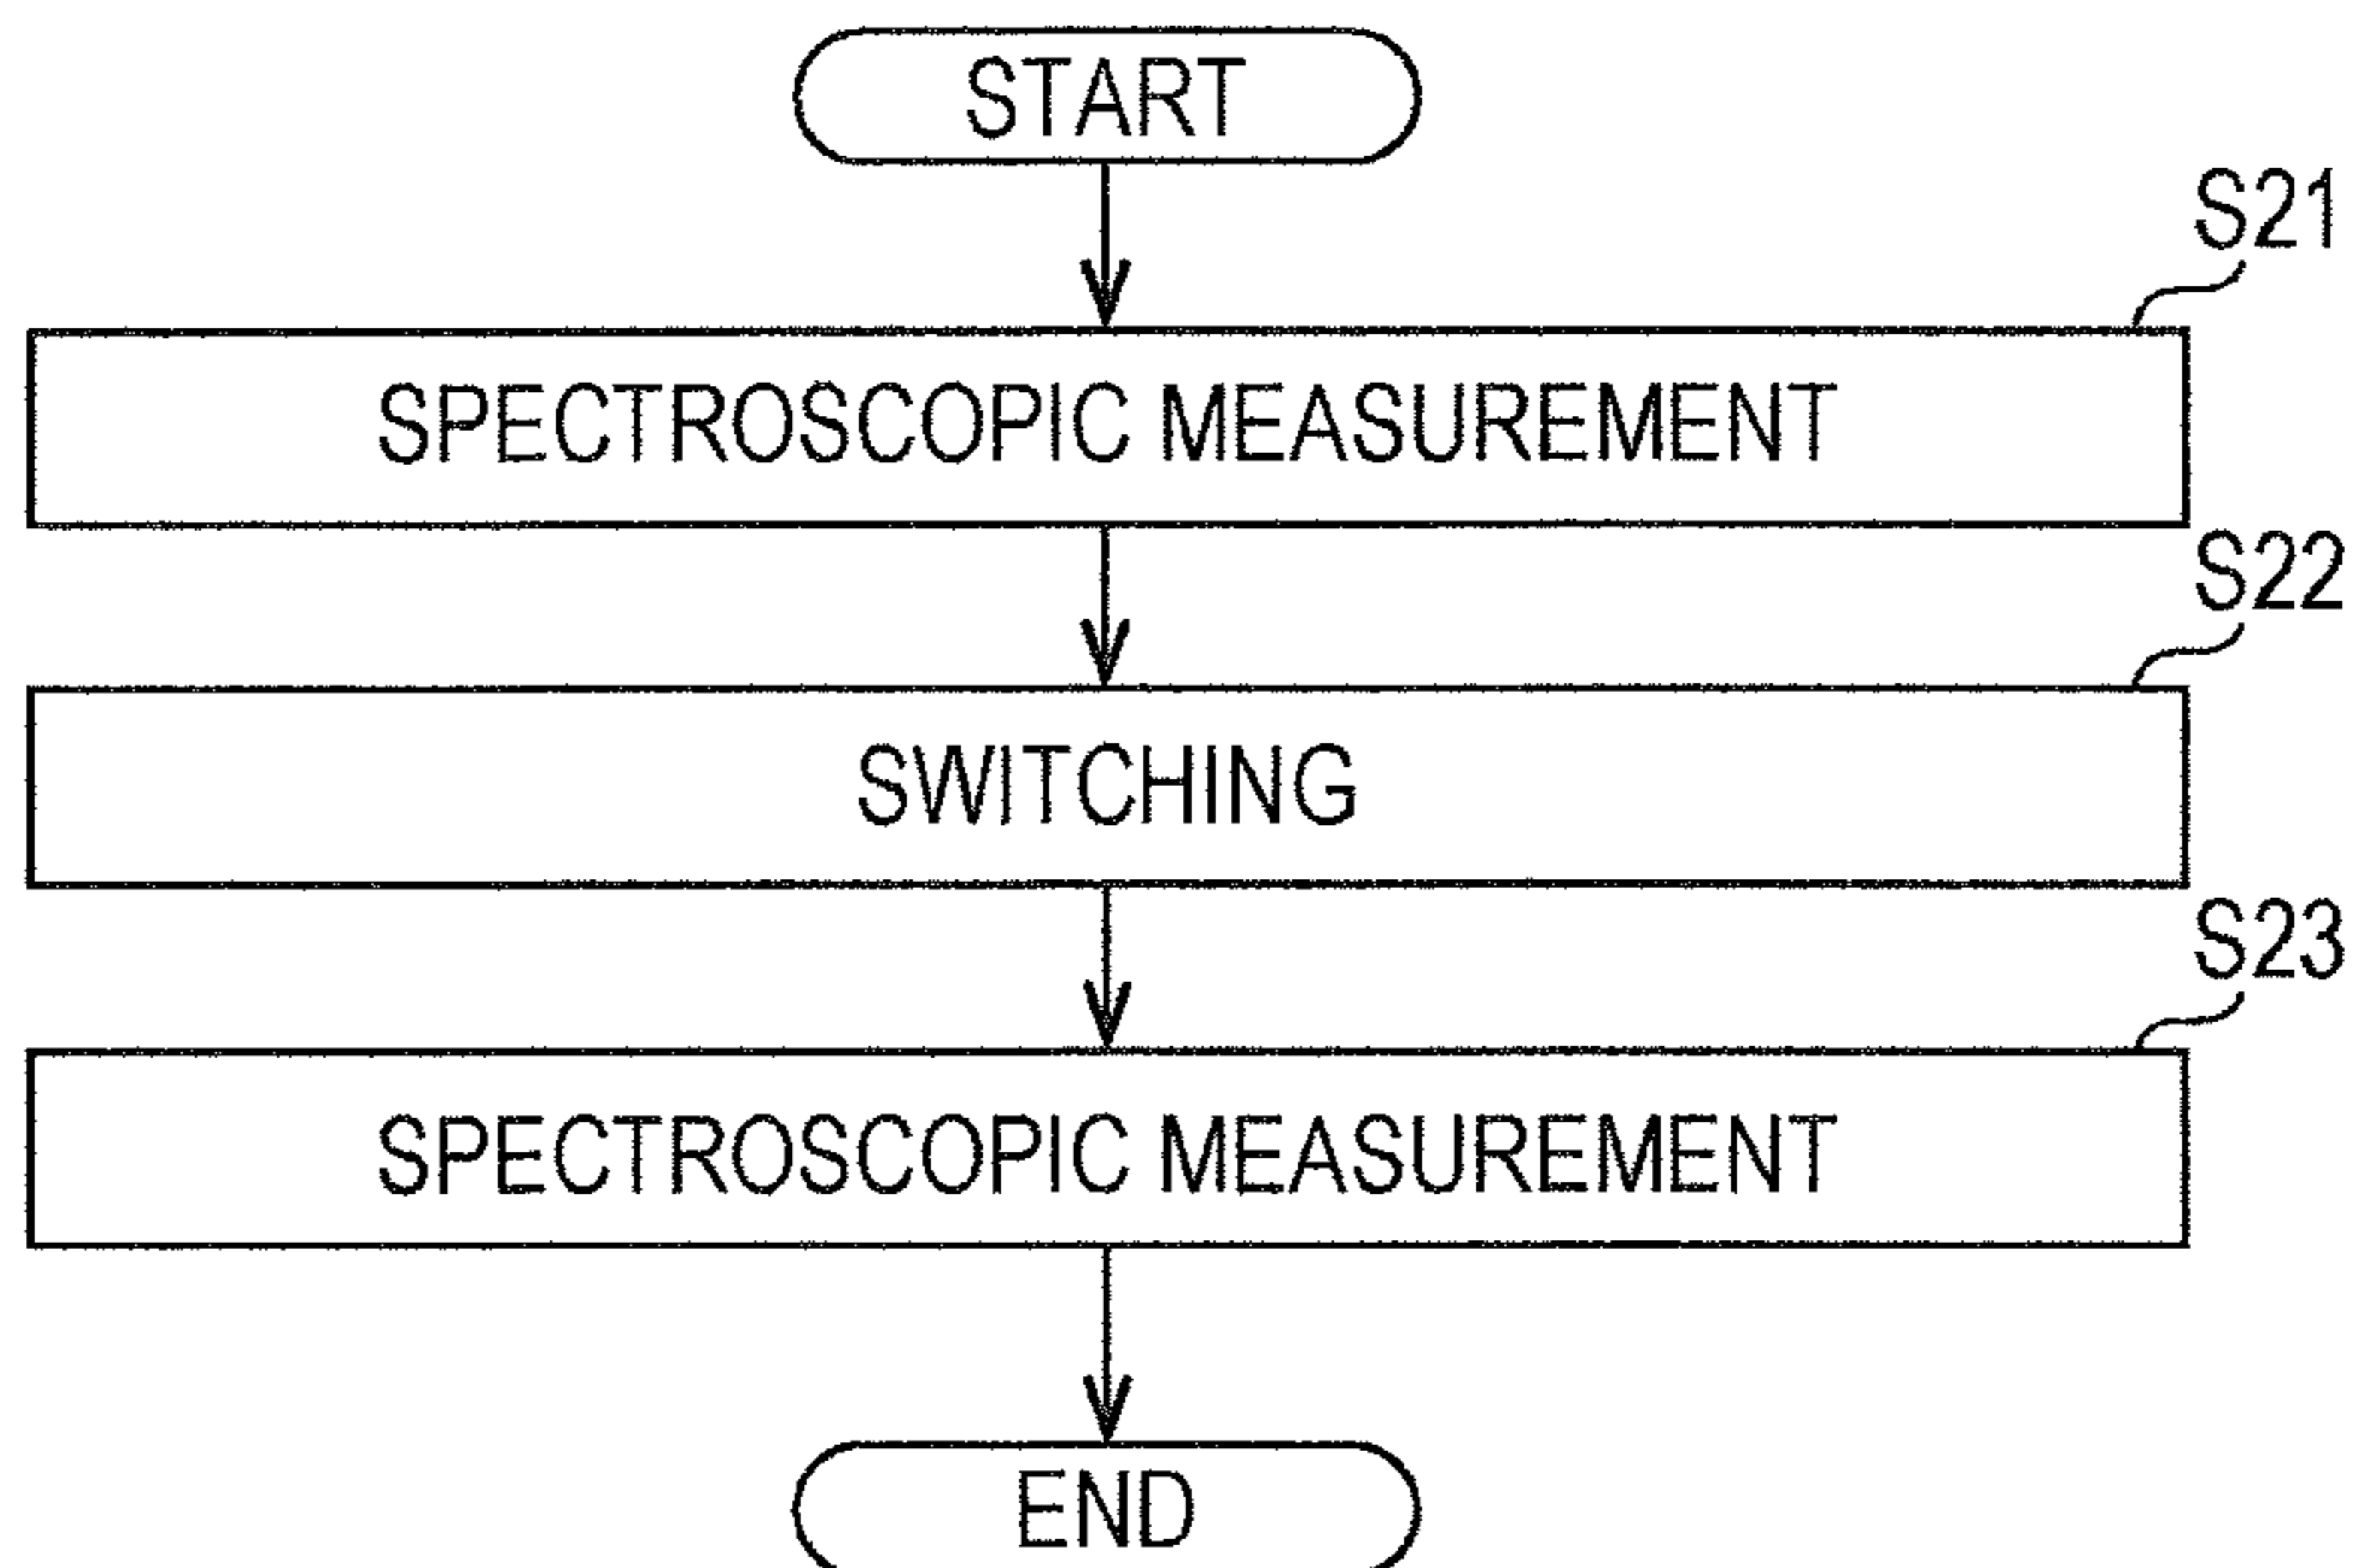 START
S21
SPECTROSCOPIC MEASUREMENT
S22
SWITCHING
S23
SPECTROSCOPIC MEASUREMENT
END